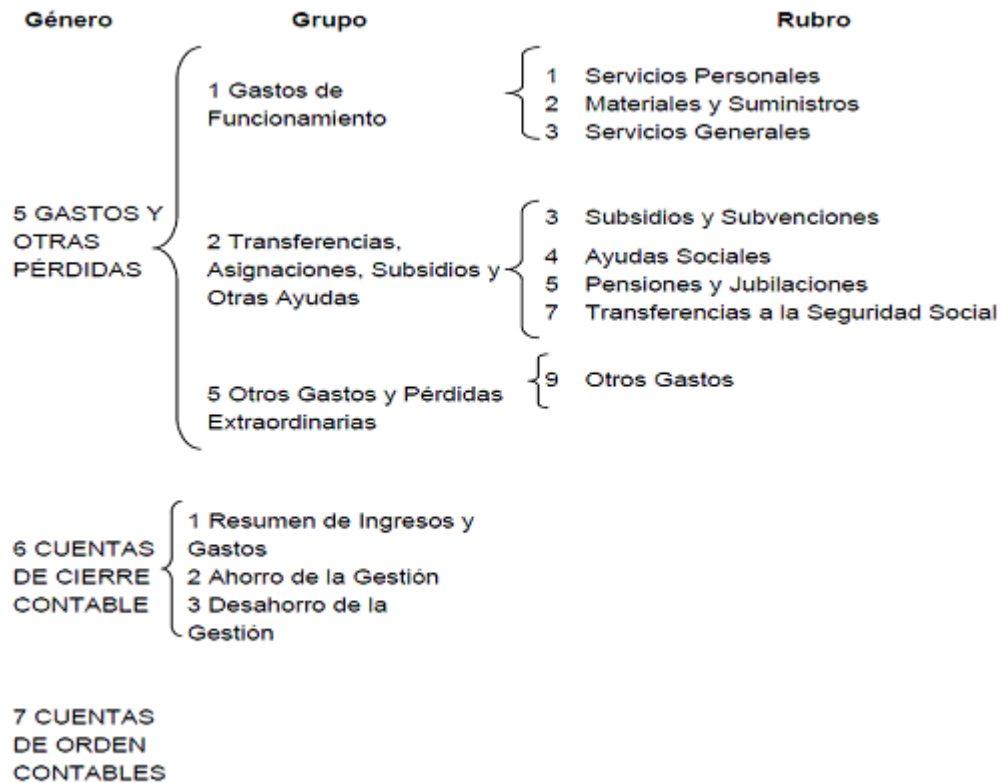 Género Grupo Rubro
1 Gastos de
Funcionamiento
1 Servicios Personales
2 Materiales y Suministros
3 Servicios Generales
5 GASTOS Y
OTRAS
PÉRDIDAS
2 Transferencias,
Asignaciones, Subsidios y
Otras Ayudas
3 Subsidios y Subvenciones
4 Ayudas Sociales
5 Pensiones y Jubilaciones
7 Transferencias a la Seguridad Social
5 Otros Gastos y Pérdidas
Extraordinarias
9 Otros Gastos
6 CUENTAS
DE CIERRE
CONTABLE
1 Resumen de Ingresos y
Gastos
2 Ahorro de la Gestión
3 Desahorro de la
Gestión
7 CUENTAS
DE ORDEN
CONTABLES